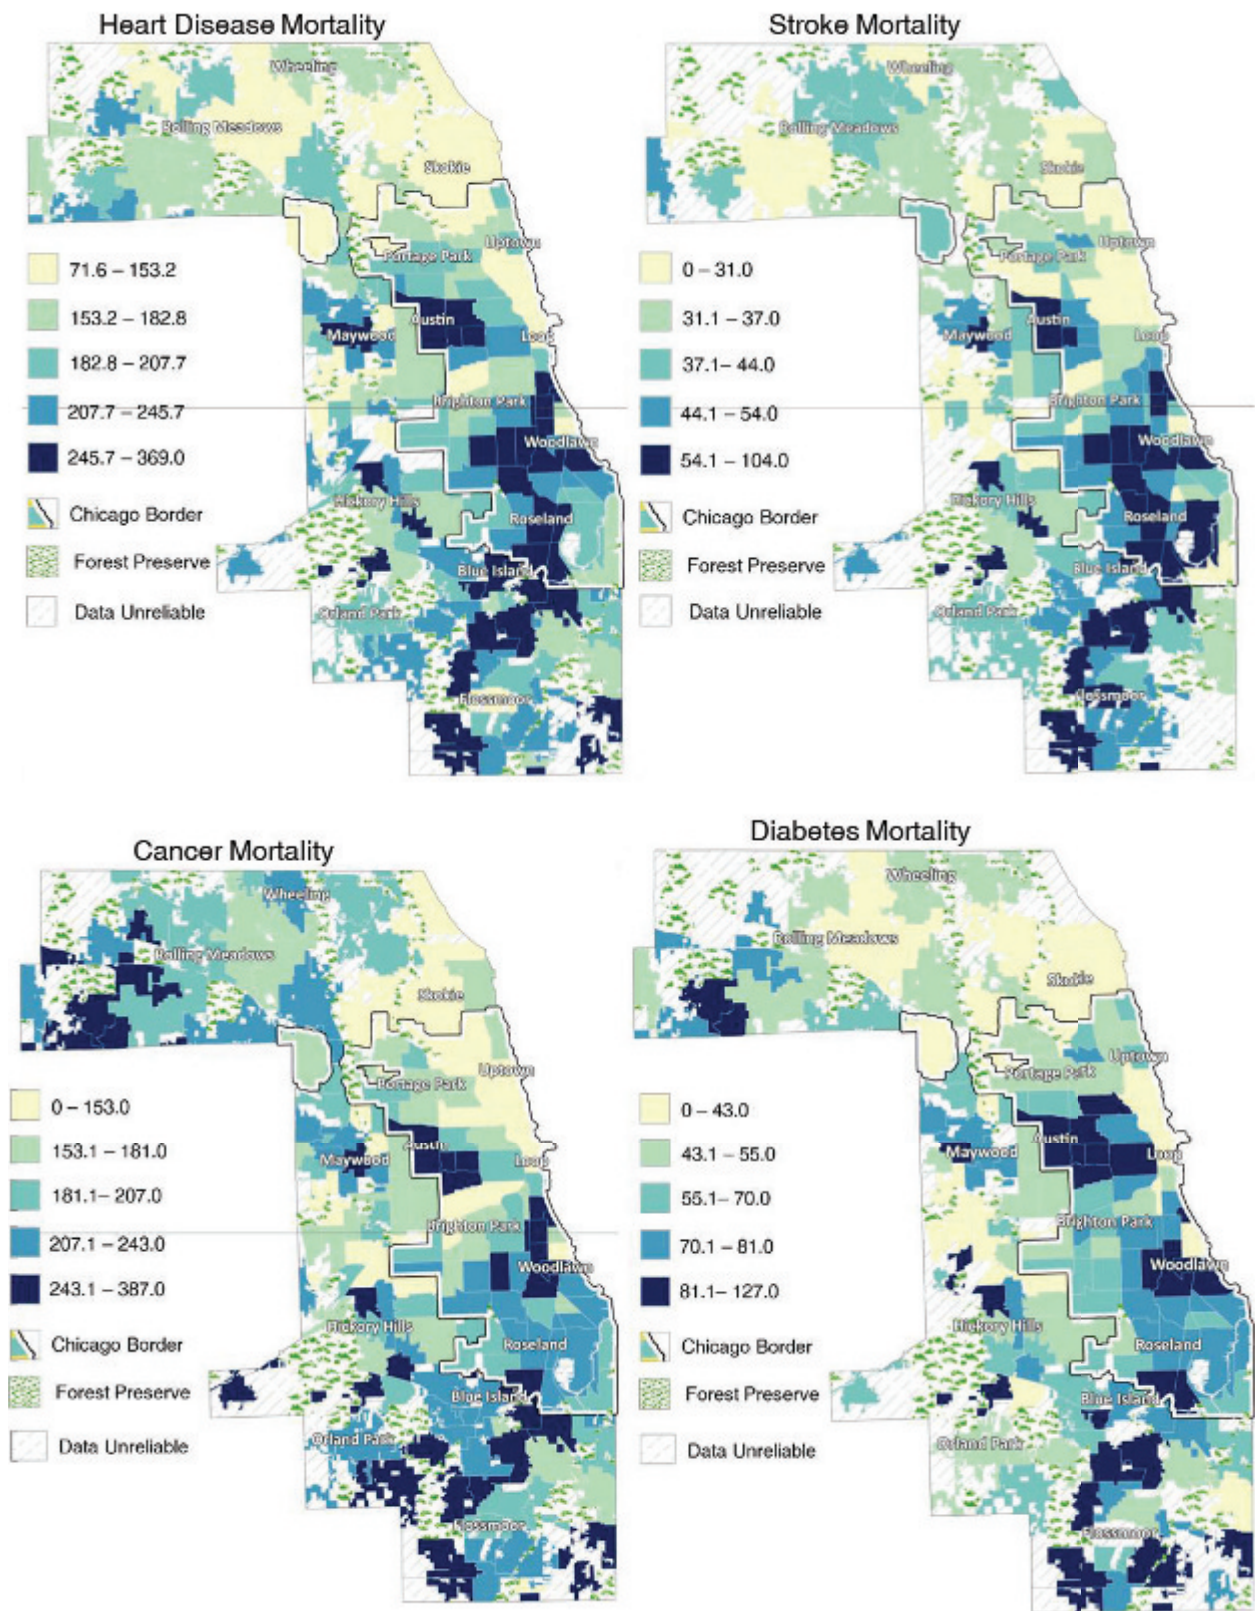 Heart Disease Mortality
Wheeling
Rolling Meadows
Skokie
Uptown
Portage Park
71.6 – 153.2
153.2 – 182.8
182.8 – 207.7
207.7 – 245.7
245.7 – 369.0
Chicago Border
Forest Preserve
Data Unreliable
Austin
Maywood
Loop
Brighton Park
Woodlawn
Hickory Hills
Roseland
Blue Island
Orland Park
Flossmoor
Stroke Mortality
Wheeling
Rolling Meadows
Skokie
Uptown
Portage Park
0 – 31.0
31.1 – 37.0
37.1– 44.0
44.1 – 54.0
54.1 – 104.0
Chicago Border
Forest Preserve
Data Unreliable
Austin
Maywood
Loop
Brighton Park
Woodlawn
Hickory Hills
Roseland
Blue Island
Orland Park
Flossmoor
Cancer Mortality
Wheeling
Rolling Meadows
Skokie
Uptown
Portage Park
0 – 153.0
153.1 – 181.0
181.1– 207.0
207.1 – 243.0
243.1 – 387.0
Chicago Border
Forest Preserve
Data Unreliable
Austin
Maywood
Loop
Brighton Park
Woodlawn
Hickory Hills
Roseland
Blue Island
Orland Park
Flossmoor
Diabetes Mortality
Wheeling
Rolling Meadows
Skokie
Uptown
Portage Park
0 – 43.0
43.1 – 55.0
55.1– 70.0
70.1 – 81.0
81.1– 127.0
Chicago Border
Forest Preserve
Data Unreliable
Austin
Maywood
Loop
Brighton Park
Woodlawn
Hickory Hills
Roseland
Blue Island
Orland Park
Flossmoor